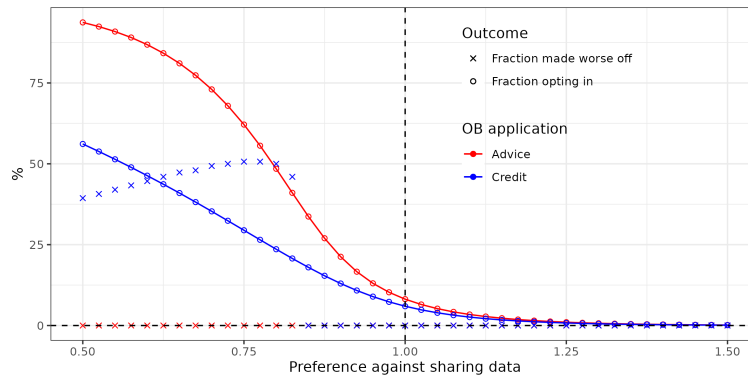 Outcome
Fraction made worse off
Fraction opting in
OB application
Advice
Credit
%
75
50
25
0
0.50 0.75 1.00 1.25 1.50
Preference against sharing data